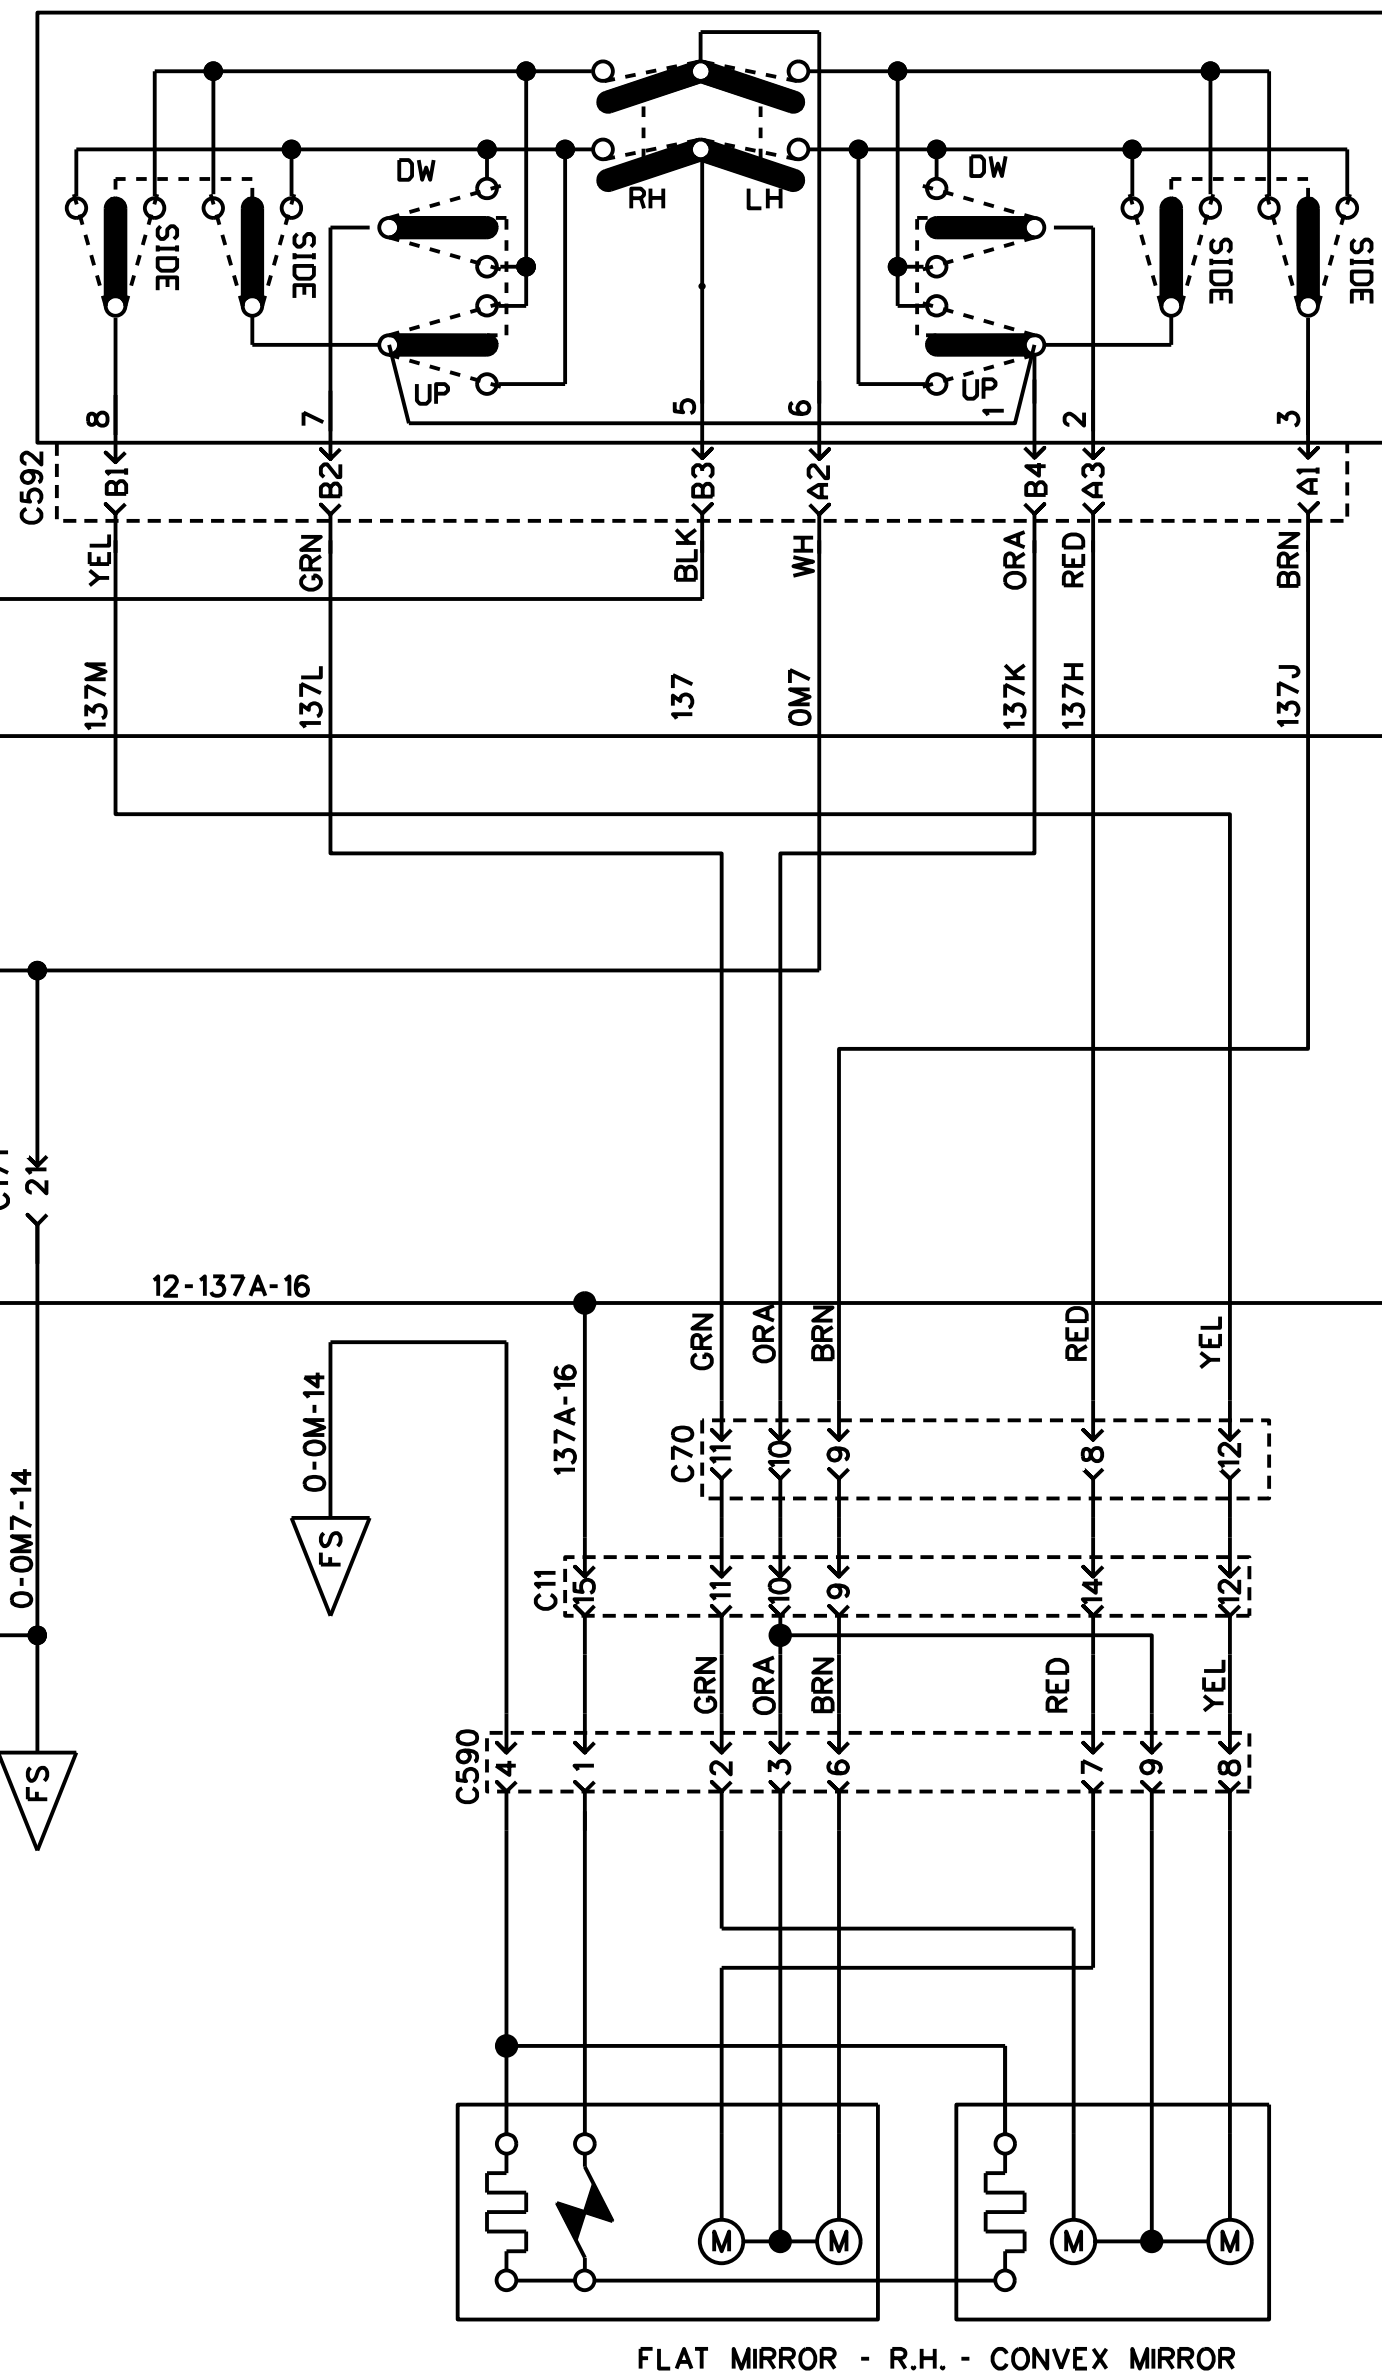 DW
DW
RH
LH
SIDE
SIDE
SIDE
SIDE
UP
UP
8
7
5
6
1
2
3
C592
B1
B2
B3
A2
B4
A3
A1
YEL
GRN
BLK
WH
ORA
RED
BRN
137M
137L
137
0M7
137K
137H
137J
21
12-137A-16
GRN
ORA
BRN
RED
YEL
0-0M-14
137A-16
C70
11
10
9
8
12
0-0M7-14
FS
C11
15
11
10
9
14
12
GRN
ORA
BRN
RED
YEL
C590
4
1
2
3
6
7
9
8
FS
M
M
M
M
FLAT MIRROR - R.H. - CONVEX MIRROR